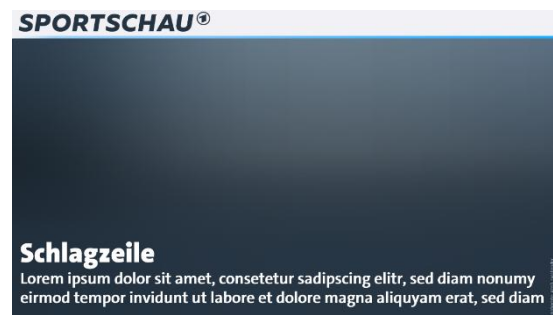 SPORTSCHAU
Schlagzeile
Lorem ipsum dolor sit amet, consetetur sadipscing elitr, sed diam nonumy
eirmod tempor invidunt ut labore et dolore magna aliquyam erat, sed diam